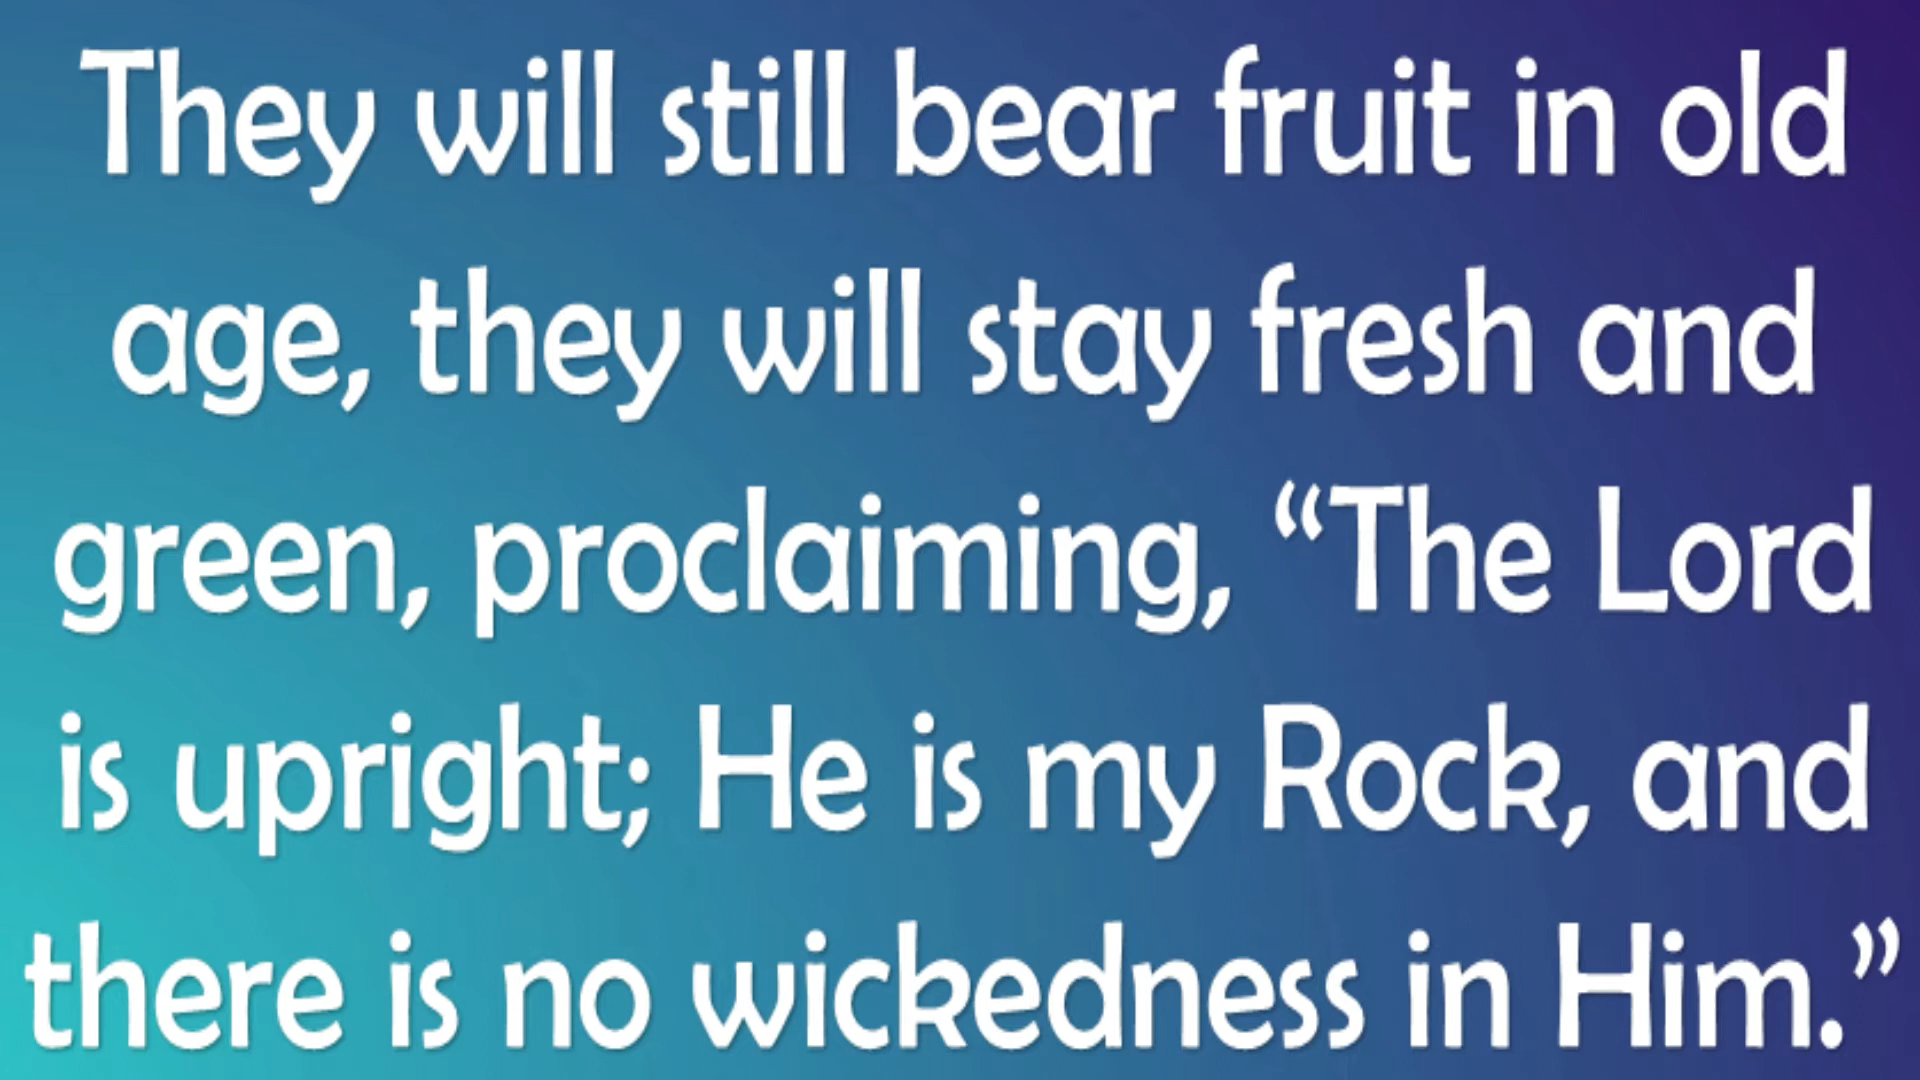 They will still bear fruit in old
age, they will stay fresh and
green, proclaiming, “The Lord
is upright; He is my Rock, and
there is no wickedness in Him.”